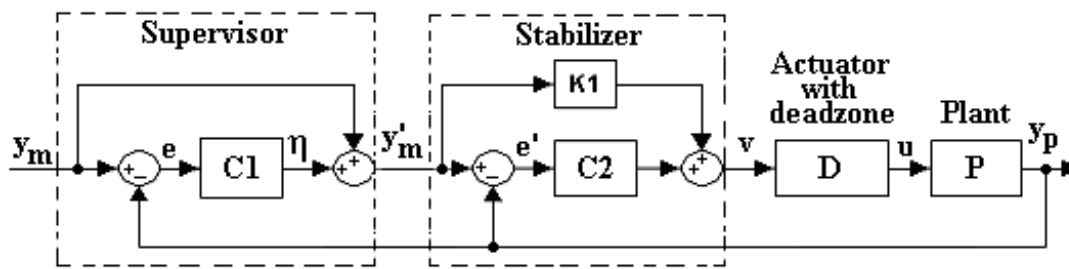 Supervisor
Stabilizer
Actuator
with
deadzone
Plant
K1
y_m
+
−
e
C1
η
+
+
y'_m
+
−
e'
C2
+
+
v
D
u
P
y_p